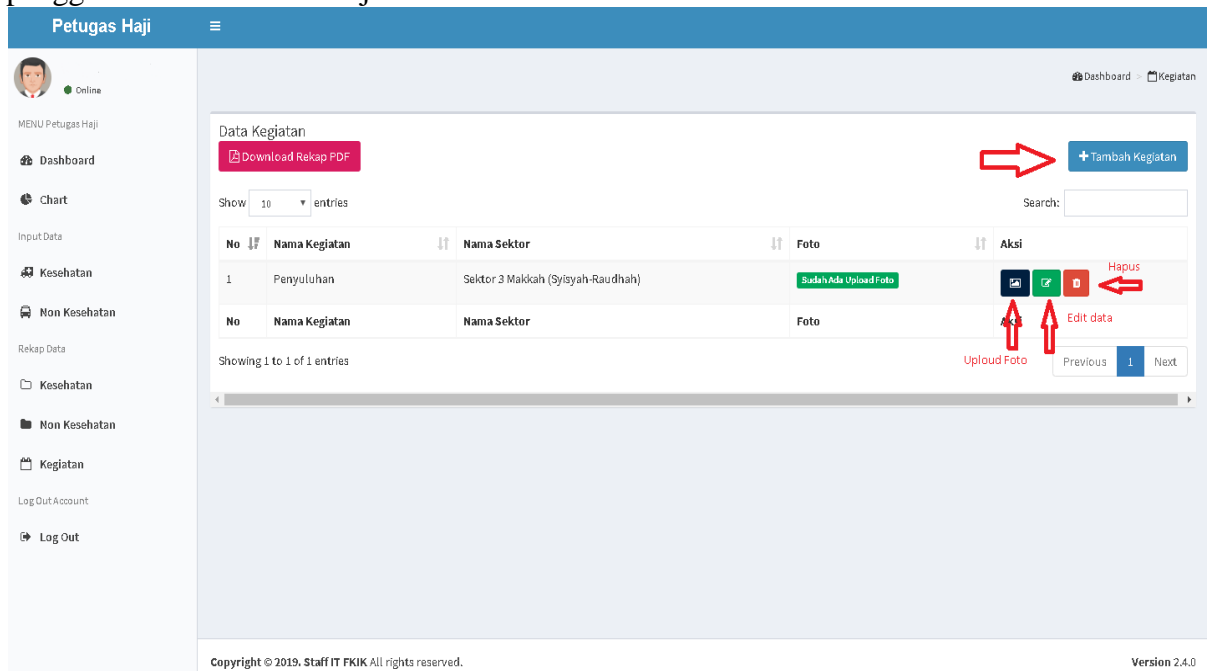 Petugas Haji
Online
Dashboard > Kegiatan
MENU Petugas Haji
Dashboard
Chart
Input Data
Kesehatan
Non Kesehatan
Rekap Data
Kesehatan
Non Kesehatan
Kegiatan
Log Out Account
Log Out
Data Kegiatan
Download Rekap PDF
+ Tambah Kegiatan
Show 10 entries
Search:
No Nama Kegiatan Nama Sektor Foto Aksi
1 Penyuluhan Sektor 3 Makkah (Syisyah-Raudhah) Sudah Ada Upload Foto
Hapus
No Nama Kegiatan Nama Sektor Foto Aksi
Edit data
Showing 1 to 1 of 1 entries
Uploud Foto
Previous 1 Next
Copyright © 2019. Staff IT FKIK All rights reserved.
Version 2.4.0